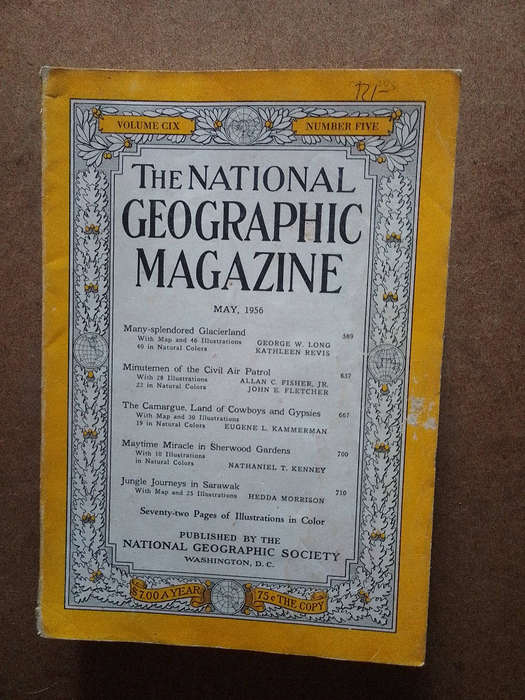 VOLUME CIX NUMBER FIVE
THE NATIONAL
GEOGRAPHIC
MAGAZINE
MAY, 1956
Many-splendored Glacierland 589
With Map and 46 Illustrations GEORGE W. LONG
40 in Natural Colors KATHLEEN REVIS
Minutemen of the Civil Air Patrol 637
With 28 Illustrations ALLAN C. FISHER, JR.
22 in Natural Colors JOHN E. FLETCHER
The Camargue, Land of Cowboys and Gypsies 667
With Map and 30 Illustrations
19 in Natural Colors EUGENE L. KAMMERMAN
Maytime Miracle in Sherwood Gardens 700
With 10 Illustrations
in Natural Colors NATHANIEL T. KENNEY
Jungle Journeys in Sarawak 710
With Map and 25 Illustrations HEDDA MORRISON
Seventy-two Pages of Illustrations in Color
PUBLISHED BY THE
NATIONAL GEOGRAPHIC SOCIETY
WASHINGTON, D. C.
$7.00 A YEAR 75¢ THE COPY